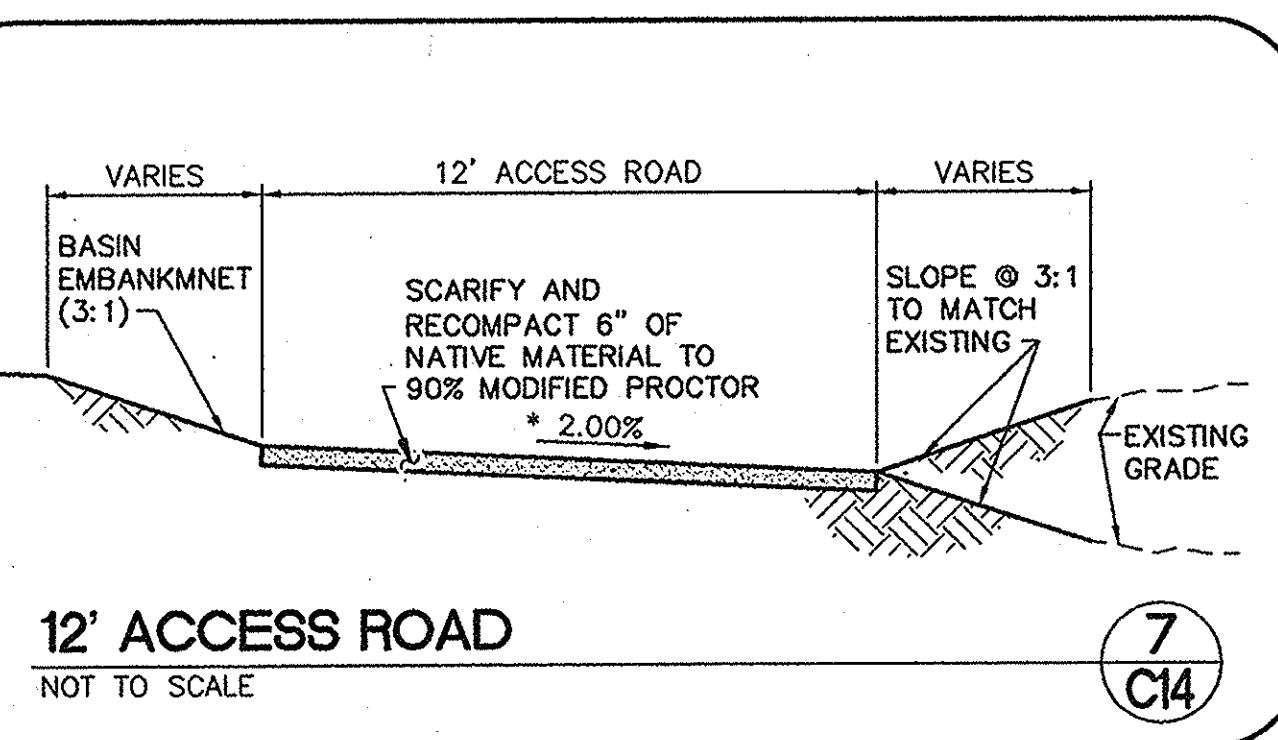 VARIES
12' ACCESS ROAD
VARIES
BASIN
EMBANKMNET
(3:1)
SCARIFY AND
RECOMPACT 6" OF
NATIVE MATERIAL TO
90% MODIFIED PROCTOR
* 2.00%
SLOPE @ 3:1
TO MATCH
EXISTING
EXISTING
GRADE
12' ACCESS ROAD
NOT TO SCALE
7
C14